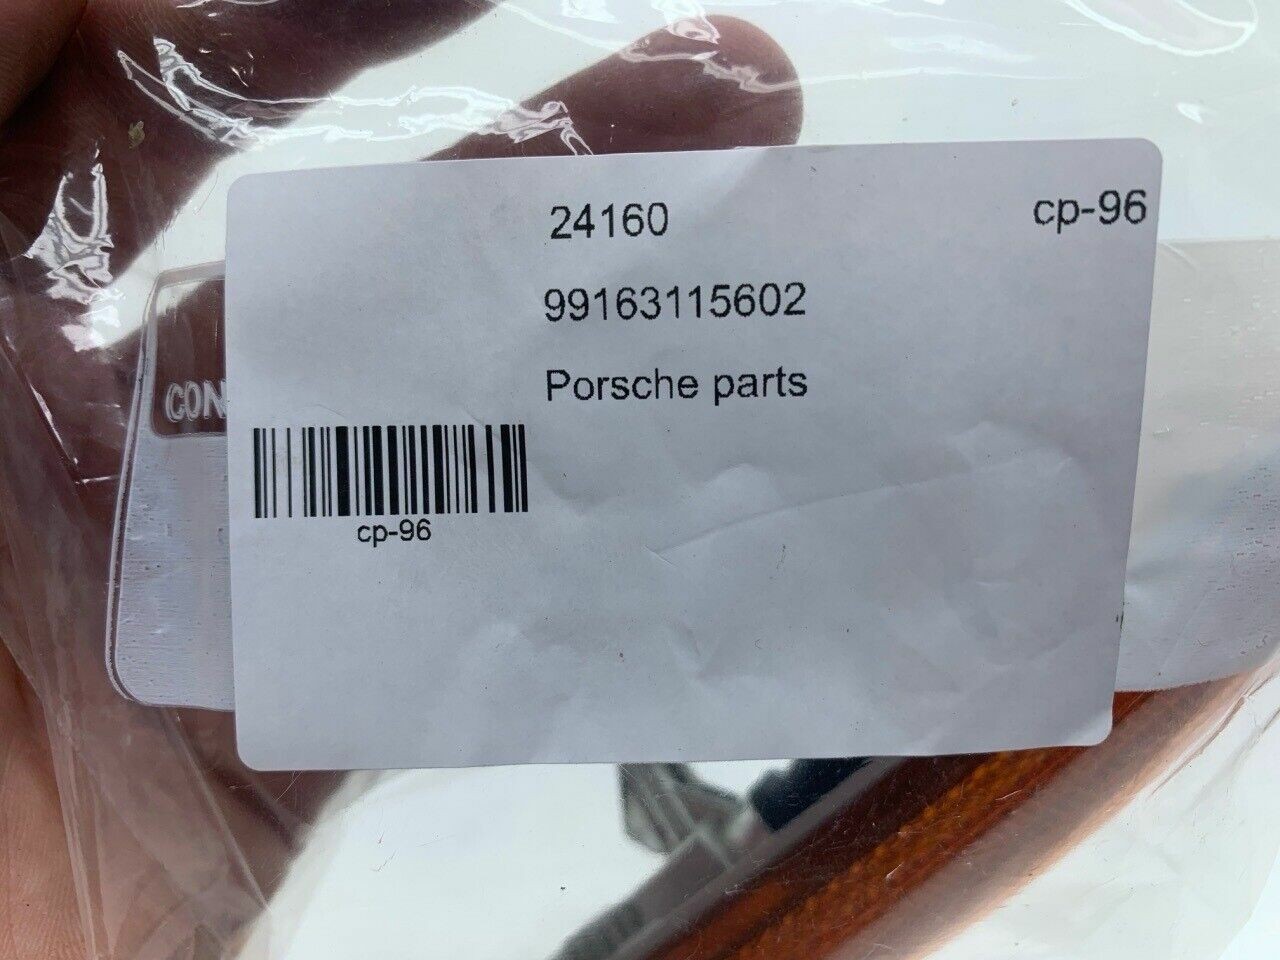 24160 cp-96
99163115602
Porsche parts
CON
cp-96